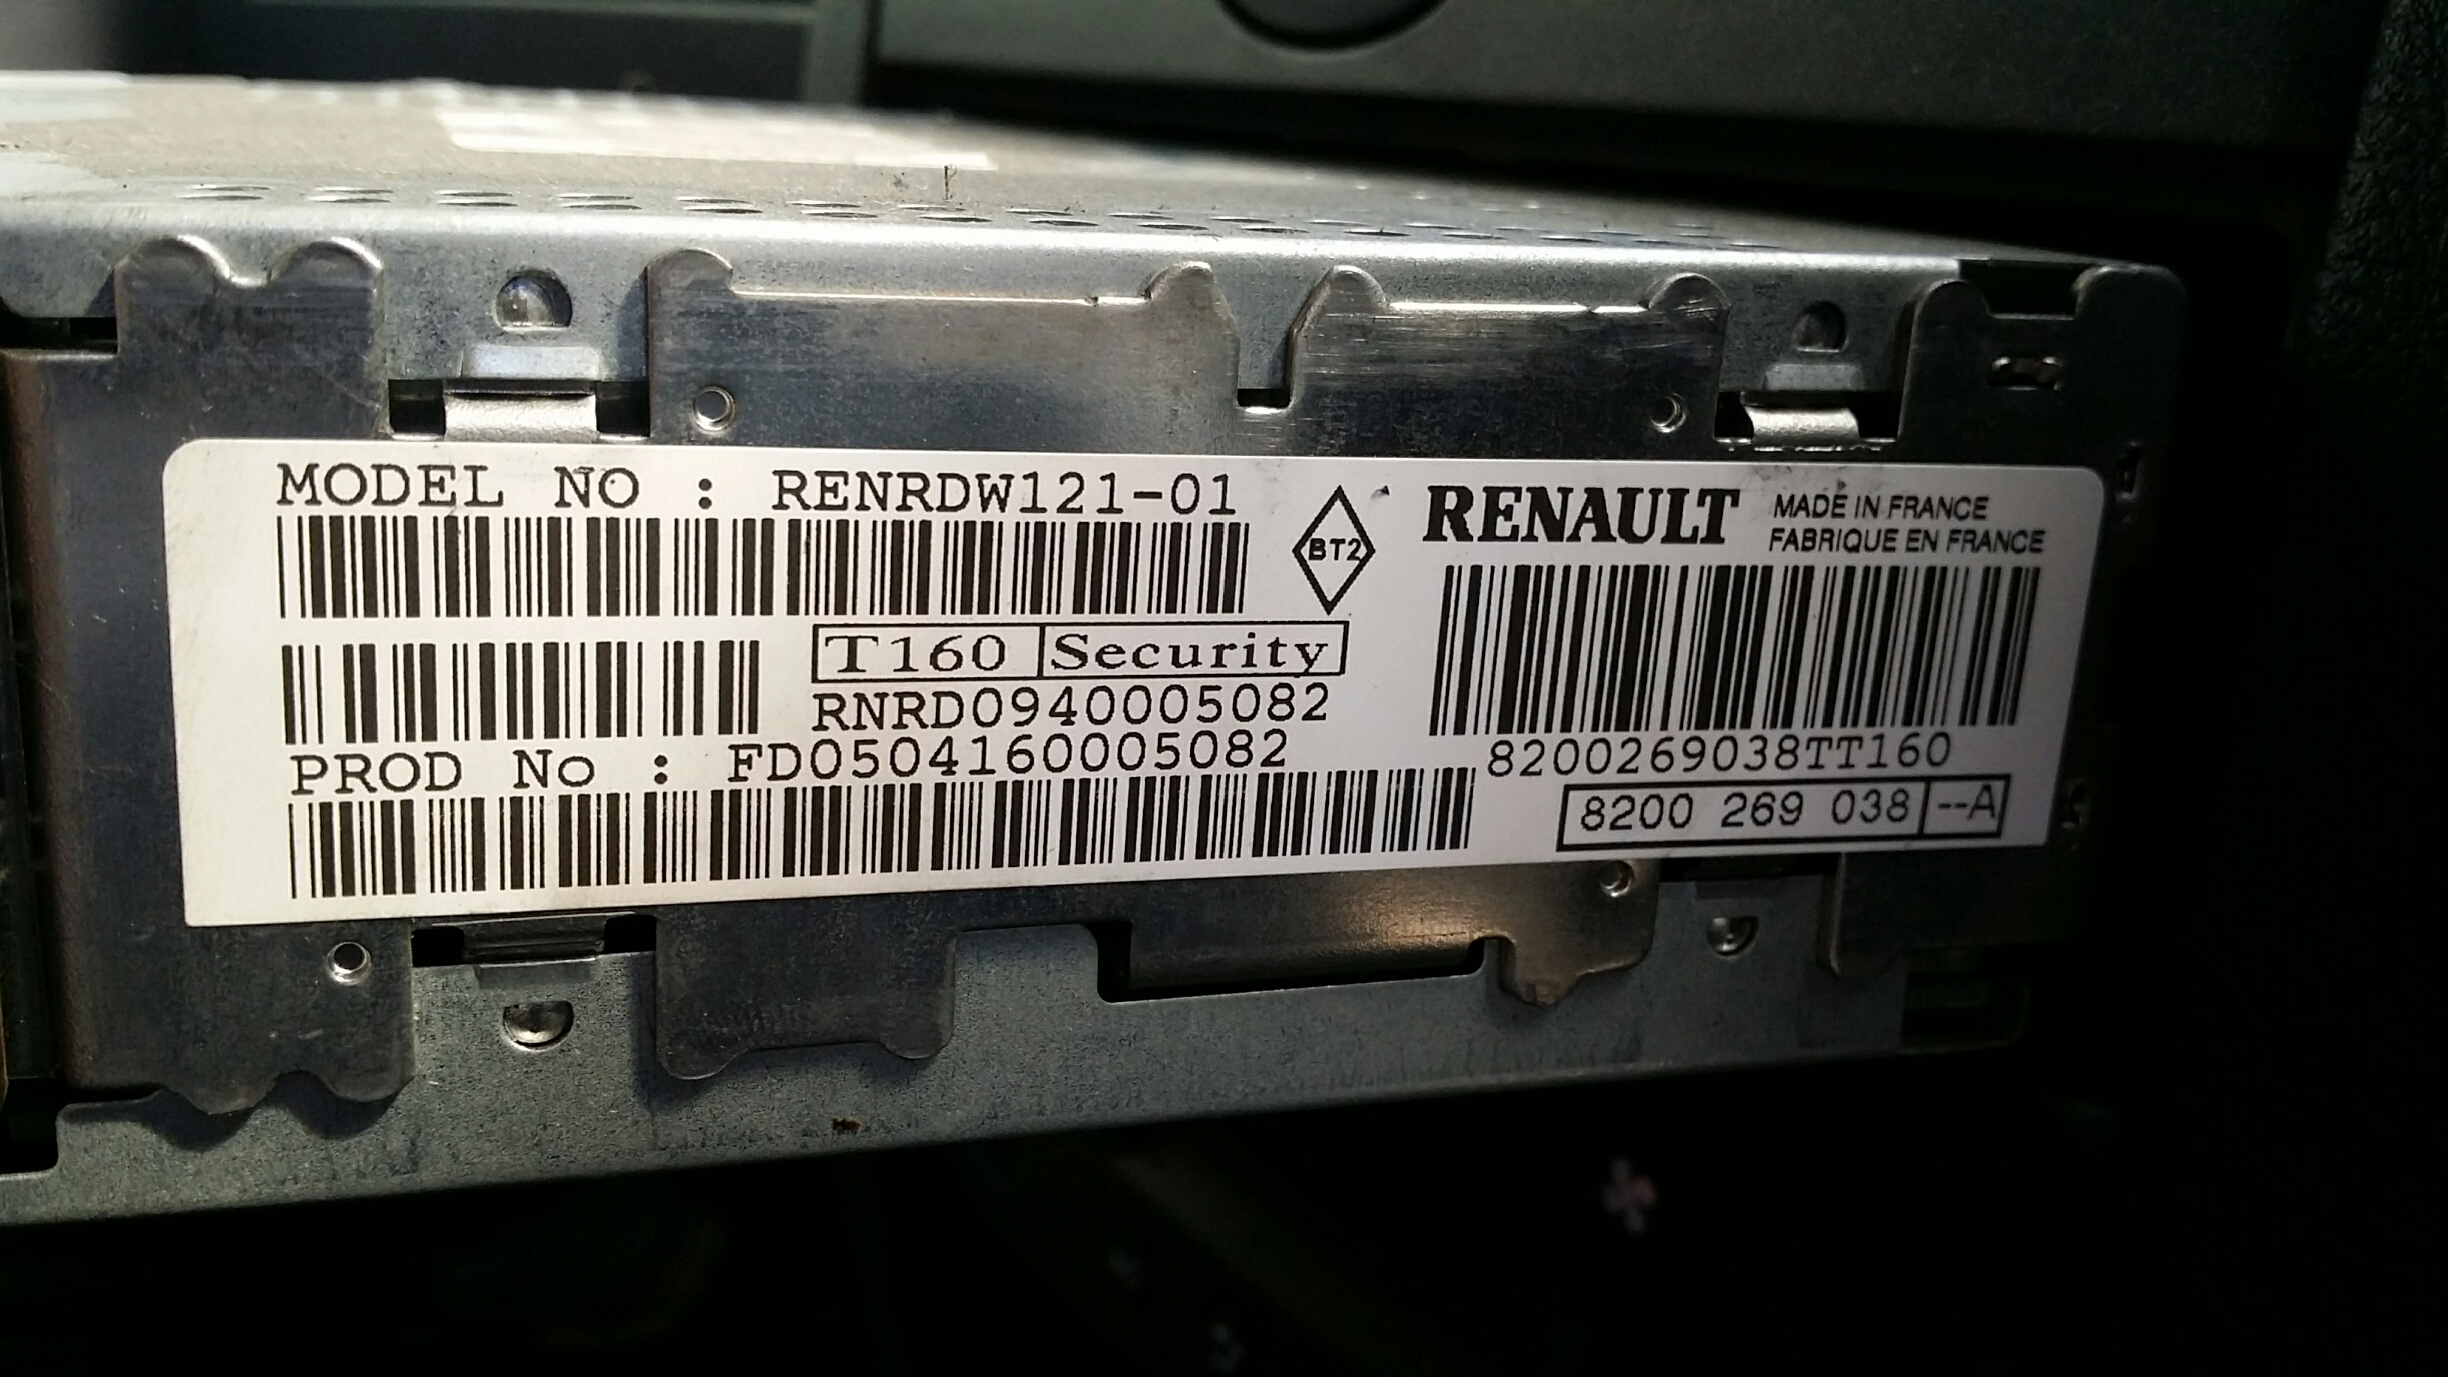 MODEL NO : RENRDW121-01
BT2
RENAULT
MADE IN FRANCE
FABRIQUE EN FRANCE
T160 Security
RNRD0940005082
PROD No : FD0504160005082
8200269038TT160
8200 269 038 --A